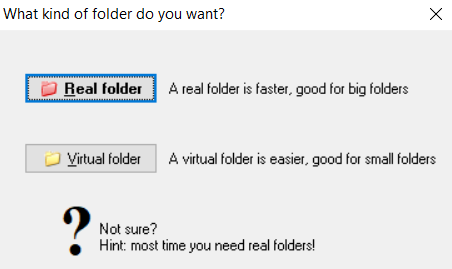 What kind of folder do you want?
Real folder A real folder is faster, good for big folders
Virtual folder A virtual folder is easier, good for small folders
?
Not sure?
Hint: most time you need real folders!